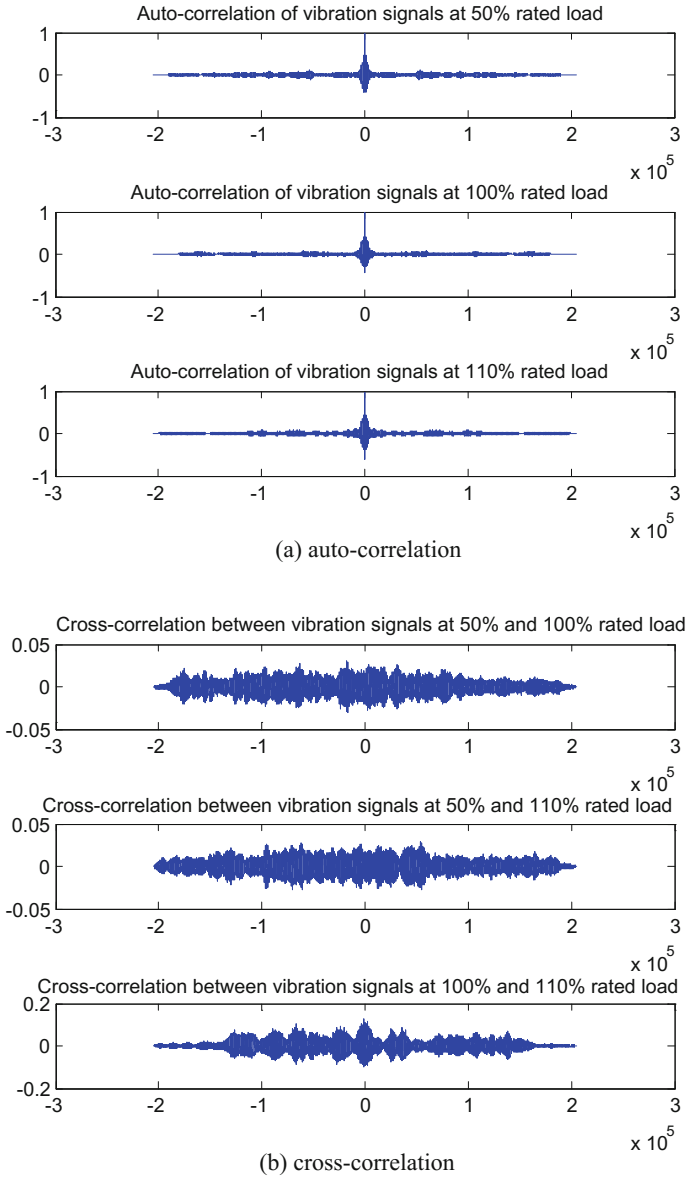 Auto-correlation of vibration signals at 50% rated load
1
0
-1
-3 -2 -1 0 1 2 3
x 10^5
Auto-correlation of vibration signals at 100% rated load
1
0
-1
-3 -2 -1 0 1 2 3
x 10^5
Auto-correlation of vibration signals at 110% rated load
1
0
-1
-3 -2 -1 0 1 2 3
x 10^5
(a) auto-correlation
Cross-correlation between vibration signals at 50% and 100% rated load
0.05
0
-0.05
-3 -2 -1 0 1 2 3
x 10^5
Cross-correlation between vibration signals at 50% and 110% rated load
0.05
0
-0.05
-3 -2 -1 0 1 2 3
x 10^5
Cross-correlation between vibration signals at 100% and 110% rated load
0.2
0
-0.2
-3 -2 -1 0 1 2 3
x 10^5
(b) cross-correlation